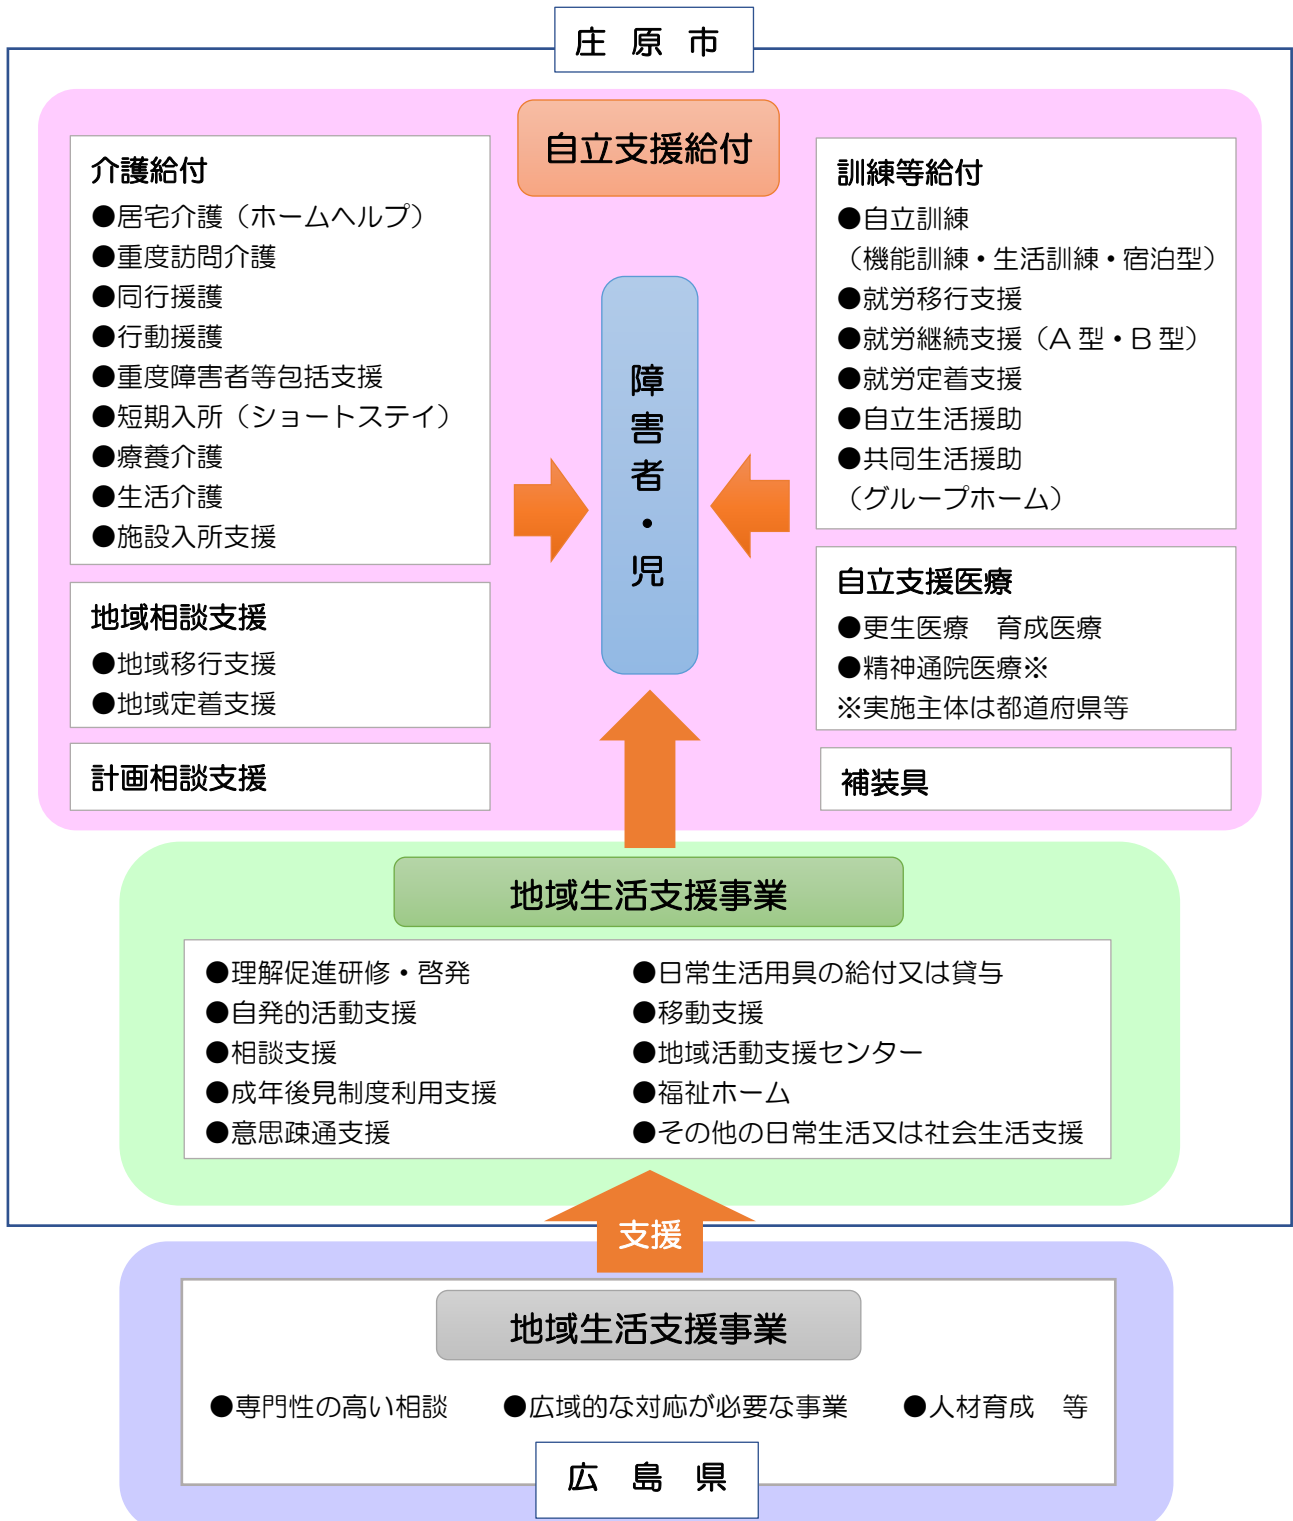 庄 原 市
自立支援給付
介護給付
●居宅介護（ホームヘルプ）
●重度訪問介護
●同行援護
●行動援護
●重度障害者等包括支援
●短期入所（ショートステイ）
●療養介護
●生活介護
●施設入所支援
地域相談支援
●地域移行支援
●地域定着支援
計画相談支援
障害者・児
訓練等給付
●自立訓練
（機能訓練・生活訓練・宿泊型）
●就労移行支援
●就労継続支援（A 型・B 型）
●就労定着支援
●自立生活援助
●共同生活援助
（グループホーム）
自立支援医療
●更生医療　育成医療
●精神通院医療※
※実施主体は都道府県等
補装具
地域生活支援事業
●理解促進研修・啓発
●自発的活動支援
●相談支援
●成年後見制度利用支援
●意思疎通支援
●日常生活用具の給付又は貸与
●移動支援
●地域活動支援センター
●福祉ホーム
●その他の日常生活又は社会生活支援
支援
地域生活支援事業
●専門性の高い相談　●広域的な対応が必要な事業　●人材育成　等
広 島 県